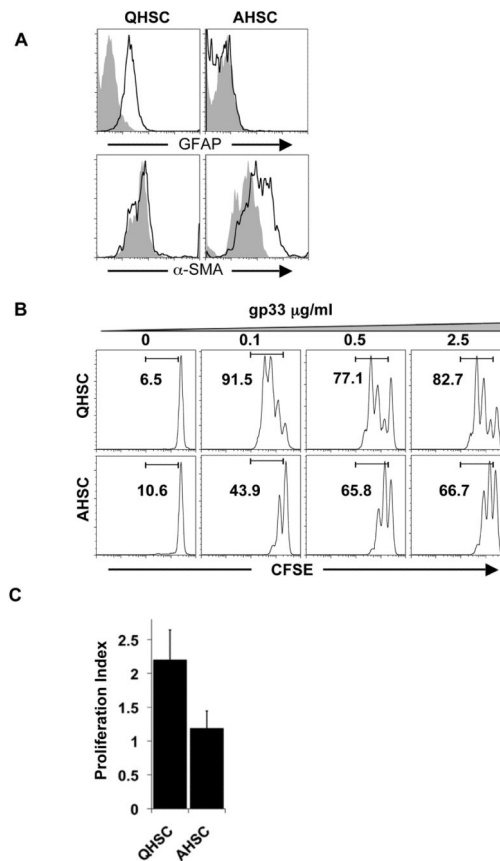 QHSC AHSC
A
GFAP
α-SMA
B
gp33 µg/ml
0 0.1 0.5 2.5
QHSC
6.5 91.5 77.1 82.7
AHSC
10.6 43.9 65.8 66.7
CFSE
C
Proliferation Index
2.5
2
1.5
1
0.5
0
QHSC AHSC